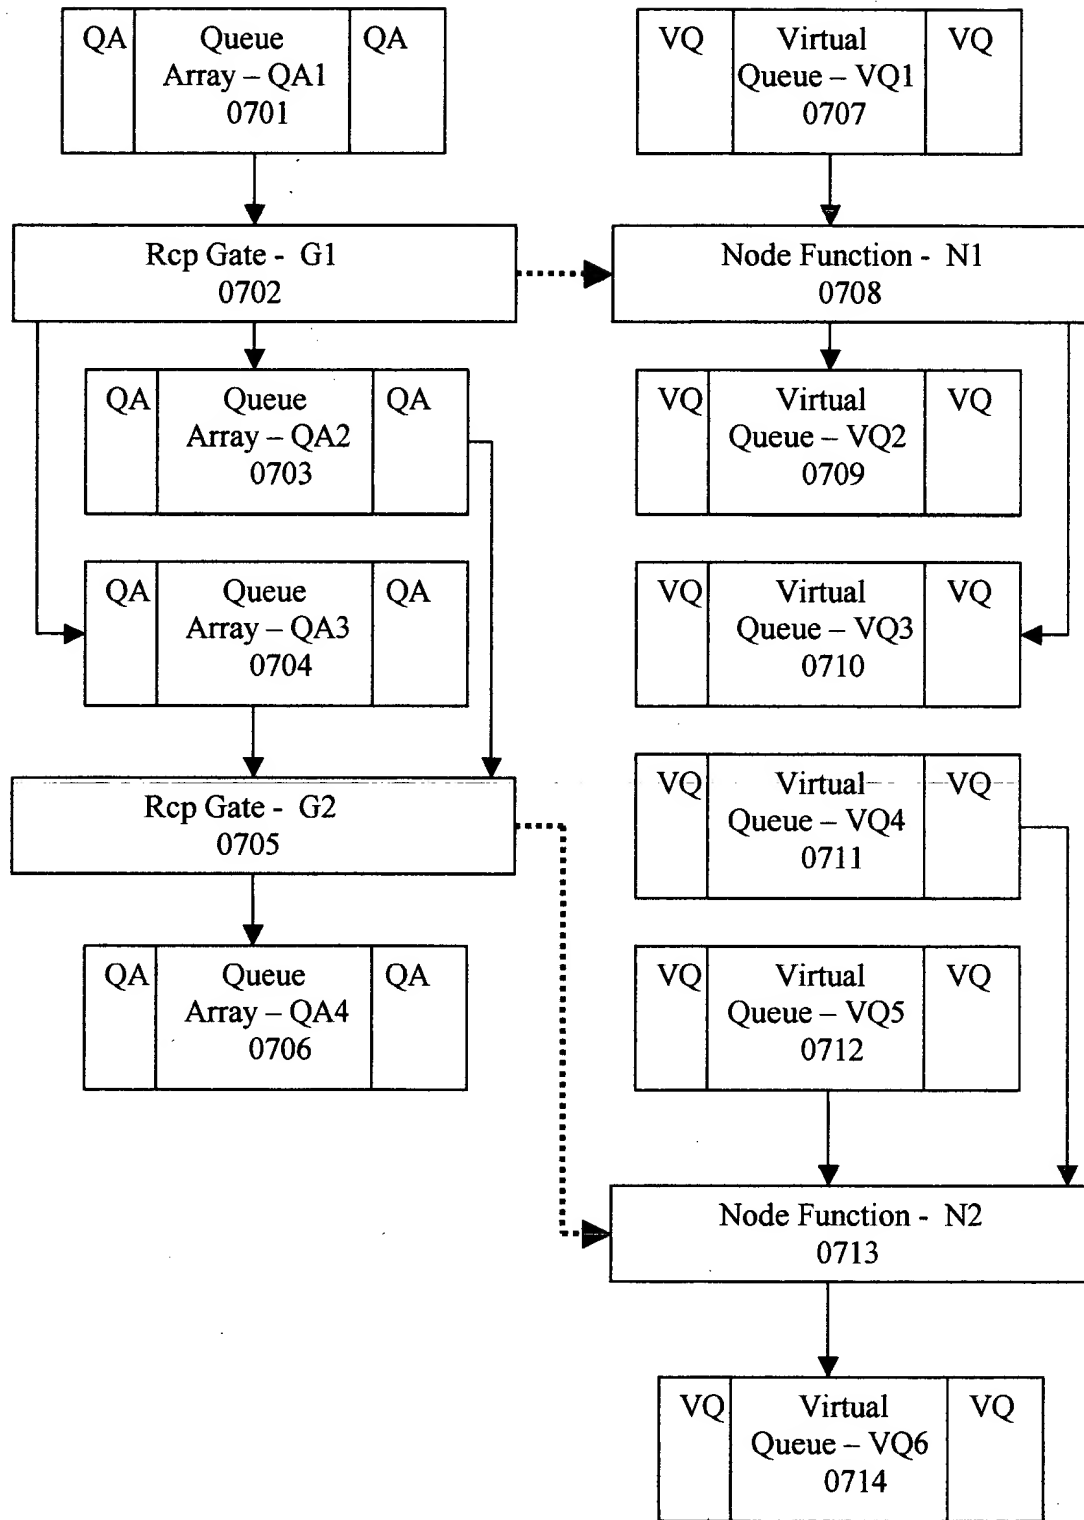 QA Queue QA
Array – QA1
0701
VQ Virtual VQ
Queue – VQ1
0707
Rcp Gate - G1
0702
Node Function - N1
0708
QA Queue QA
Array – QA2
0703
VQ Virtual VQ
Queue – VQ2
0709
QA Queue QA
Array – QA3
0704
VQ Virtual VQ
Queue – VQ3
0710
Rcp Gate - G2
0705
VQ Virtual VQ
Queue – VQ4
0711
QA Queue QA
Array – QA4
0706
VQ Virtual VQ
Queue – VQ5
0712
Node Function - N2
0713
VQ Virtual VQ
Queue – VQ6
0714